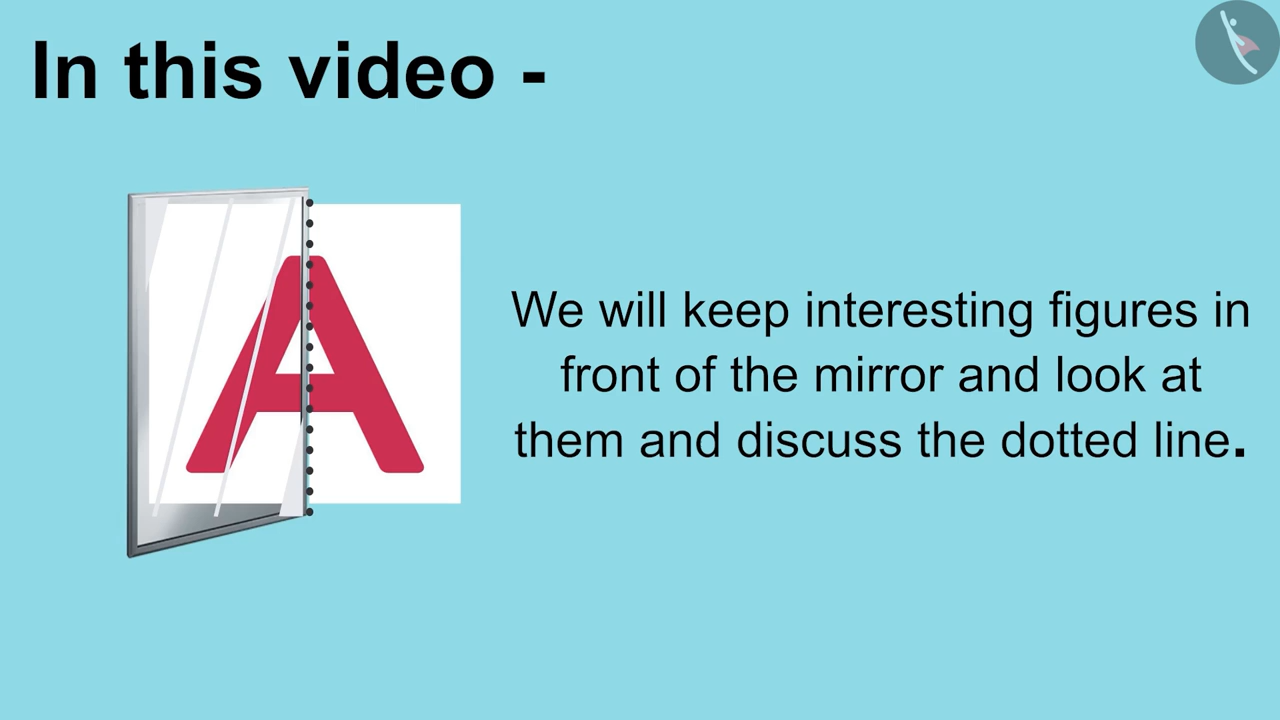 In this video -
A
We will keep interesting figures in
front of the mirror and look at
them and discuss the dotted line.